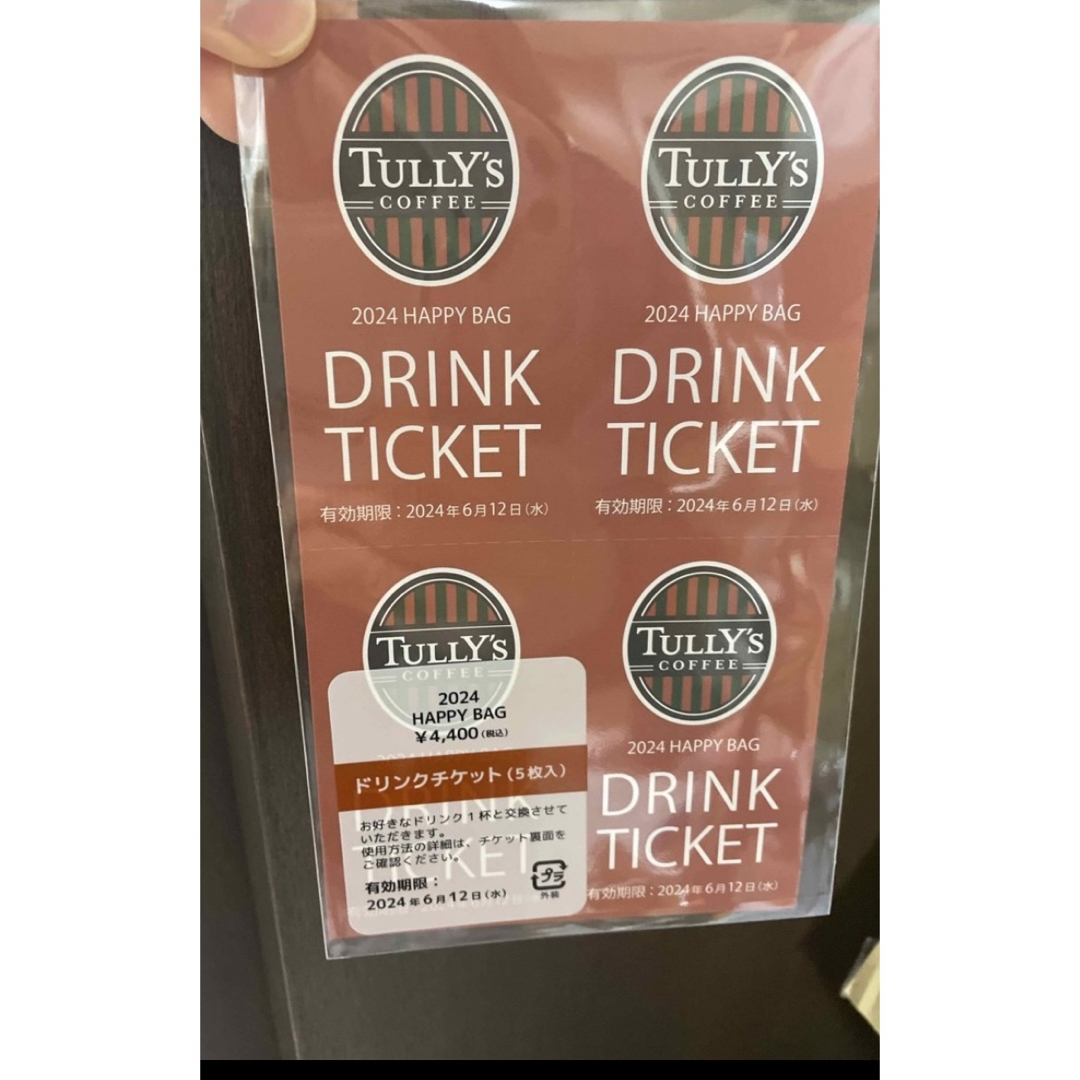 TULLY'S
COFFEE
2024 HAPPY BAG
DRINK
TICKET
有効期限：2024年6月12日（水）
TULLY'S
COFFEE
2024 HAPPY BAG
DRINK
TICKET
有効期限：2024年6月12日（水）
TULLY'S
COFFEE
2024
HAPPY BAG
¥4,400（税込）
ドリンクチケット（5枚入）
お好きなドリンク1杯と交換させて
いただきます。
使用方法の詳細は、チケット裏面を
ご確認ください。
有効期限：
2024年6月12日（水）
プラ
外装
DRINK
TICKET
TULLY'S
COFFEE
2024 HAPPY BAG
DRINK
TICKET
有効期限：2024年6月12日（水）